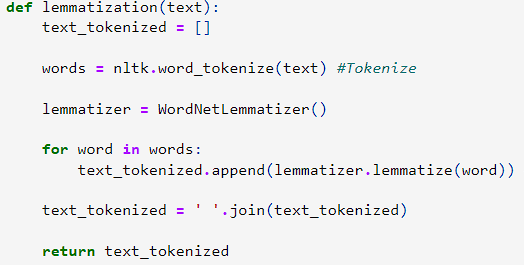 def lemmatization(text):
    text_tokenized = []
    words = nltk.word_tokenize(text) #Tokenize
    lemmatizer = WordNetLemmatizer()
    for word in words:
        text_tokenized.append(lemmatizer.lemmatize(word))
    text_tokenized = ' '.join(text_tokenized)
    return text_tokenized